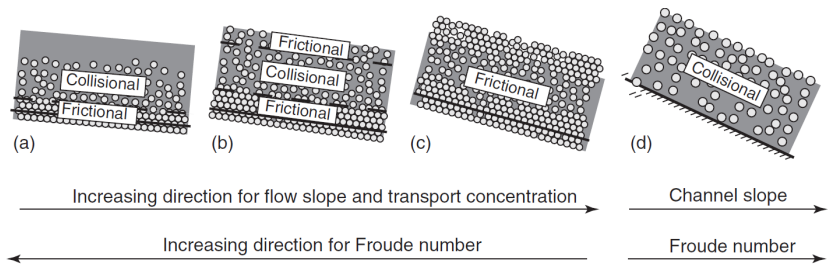 Collisional
Frictional
(a)
Frictional
Collisional
Frictional
(b)
Frictional
(c)
Collisional
(d)
Increasing direction for flow slope and transport concentration
Channel slope
Increasing direction for Froude number
Froude number